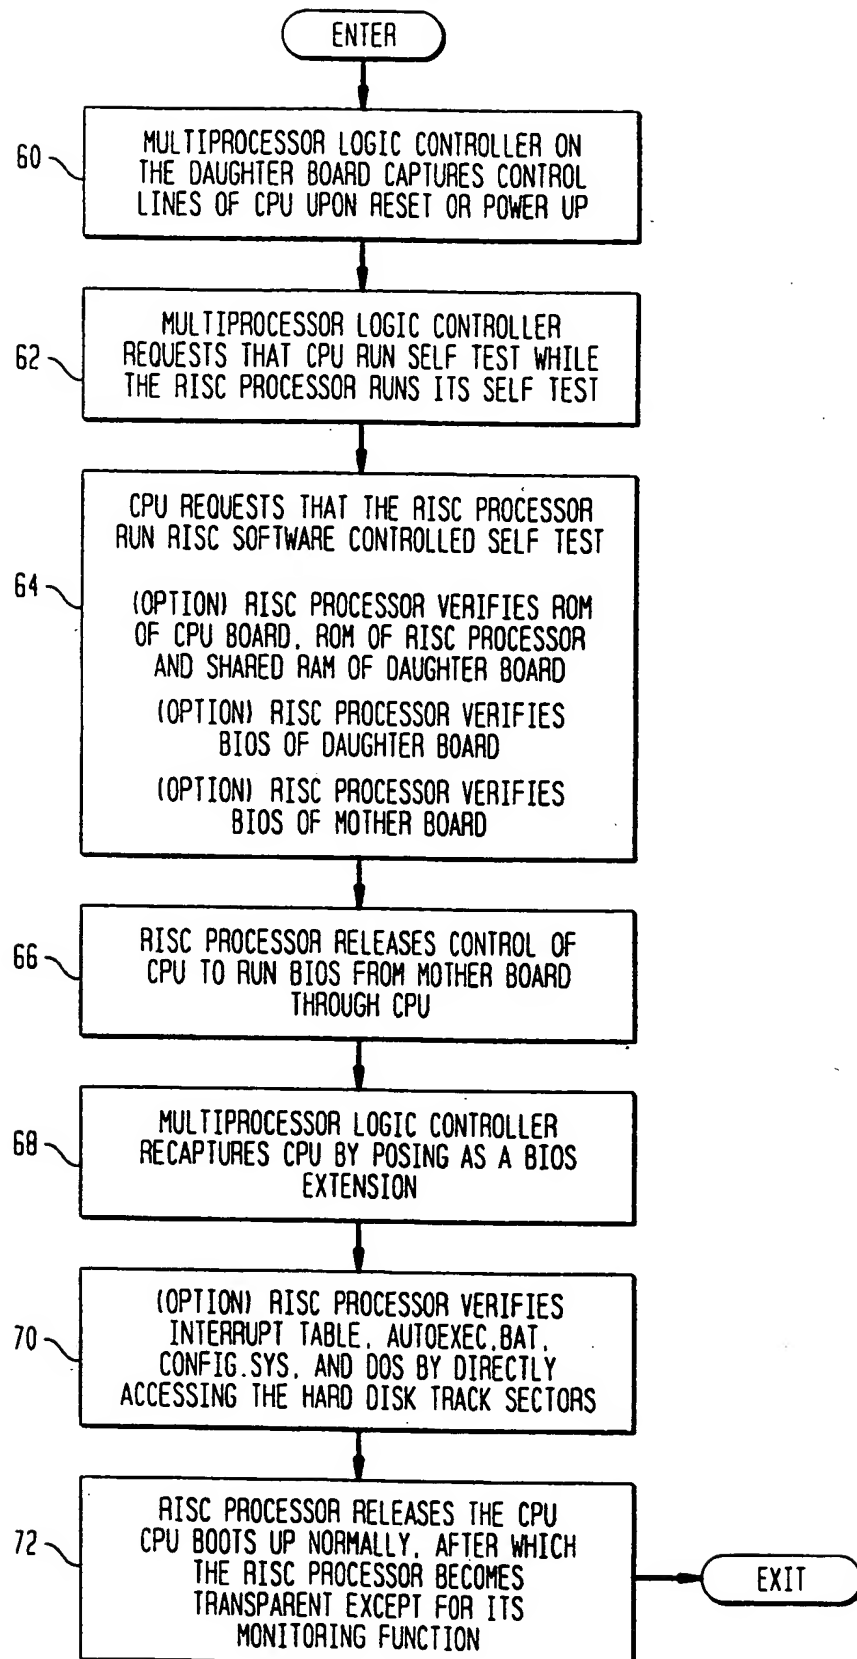 ENTER
60
MULTIPROCESSOR LOGIC CONTROLLER ON
THE DAUGHTER BOARD CAPTURES CONTROL
LINES OF CPU UPON RESET OR POWER UP
62
MULTIPROCESSOR LOGIC CONTROLLER
REQUESTS THAT CPU RUN SELF TEST WHILE
THE RISC PROCESSOR RUNS ITS SELF TEST
64
CPU REQUESTS THAT THE RISC PROCESSOR
RUN RISC SOFTWARE CONTROLLED SELF TEST
(OPTION) RISC PROCESSOR VERIFIES ROM
OF CPU BOARD, ROM OF RISC PROCESSOR
AND SHARED RAM OF DAUGHTER BOARD
(OPTION) RISC PROCESSOR VERIFIES
BIOS OF DAUGHTER BOARD
(OPTION) RISC PROCESSOR VERIFIES
BIOS OF MOTHER BOARD
66
RISC PROCESSOR RELEASES CONTROL OF
CPU TO RUN BIOS FROM MOTHER BOARD
THROUGH CPU
68
MULTIPROCESSOR LOGIC CONTROLLER
RECAPTURES CPU BY POSING AS A BIOS
EXTENSION
70
(OPTION) RISC PROCESSOR VERIFIES
INTERRUPT TABLE, AUTOEXEC.BAT,
CONFIG.SYS, AND DOS BY DIRECTLY
ACCESSING THE HARD DISK TRACK SECTORS
72
RISC PROCESSOR RELEASES THE CPU
CPU BOOTS UP NORMALLY, AFTER WHICH
THE RISC PROCESSOR BECOMES
TRANSPARENT EXCEPT FOR ITS
MONITORING FUNCTION
EXIT